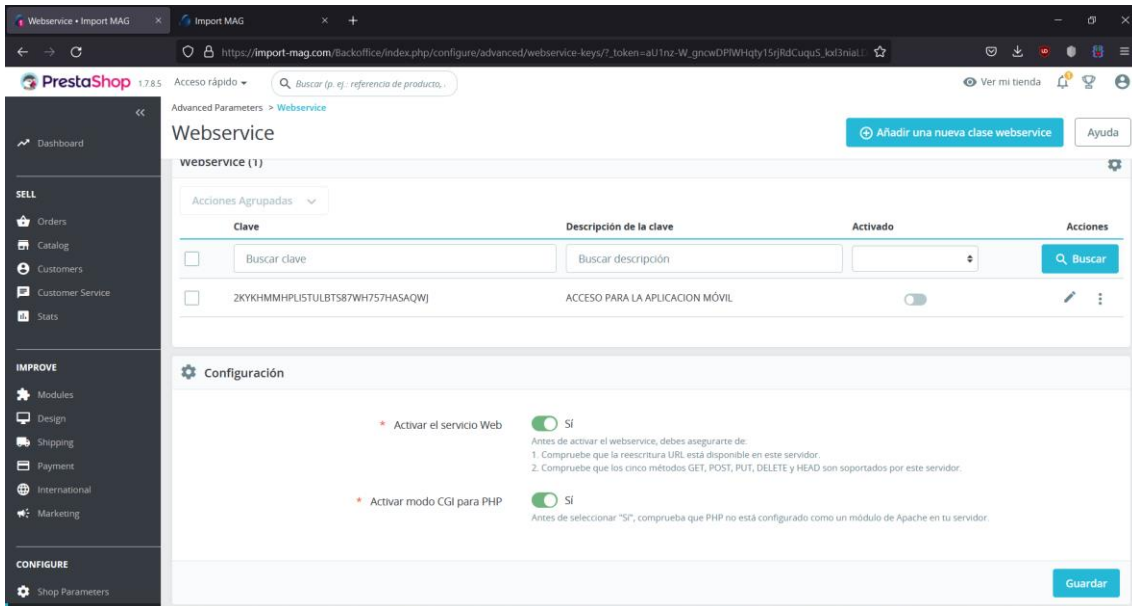 Webservice • Import MAG
Import MAG
https://import-mag.com/Backoffice/index.php/configure/advanced/webservice-keys/?_token=
PrestaShop 1.7.8.5
Acceso rápido
Buscar (p. ej.: referencia de producto, .
Ver mi tienda
Advanced Parameters > Webservice
Webservice
Añadir una nueva clase webservice
Ayuda
Dashboard
SELL
Orders
Catalog
Customers
Customer Service
Stats
IMPROVE
Modules
Design
Shipping
Payment
International
Marketing
CONFIGURE
Shop Parameters
Webservice (1)
Acciones Agrupadas
Clave Descripción de la clave Activado Acciones
Buscar clave Buscar descripción Buscar
2KYKHMMHPLI5TULBTS87WH757HASAQWJ ACCESO PARA LA APLICACION MÓVIL
Configuración
* Activar el servicio Web Sí
Antes de activar el webservice, debes asegurarte de:
1. Compruebe que la reescritura URL está disponible en este servidor.
2. Compruebe que los cinco métodos GET, POST, PUT, DELETE y HEAD son soportados por este servidor.
* Activar modo CGI para PHP Sí
Antes de seleccionar "Sí", comprueba que PHP no está configurado como un módulo de Apache en tu servidor.
Guardar